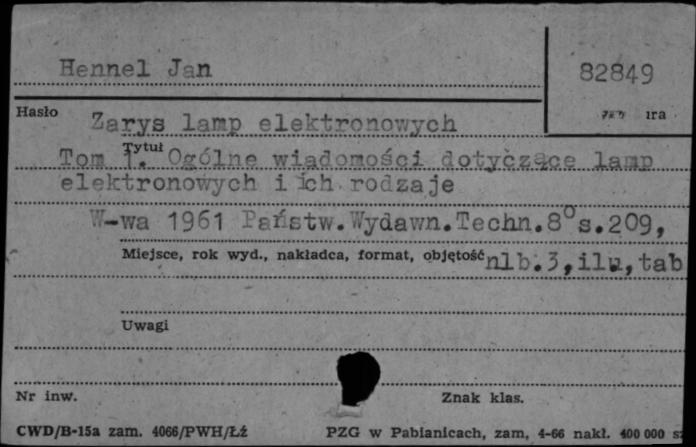 Hennel Jan
82849
Hasło
Zarys lamp elektronowych
Tytuł
Tom 1. Ogólne wiadomości dotyczące lamp
elektronowych i ich rodzaje
W-wa 1961 Państw.Wydawn.Techn.8° s.209,
Miejsce, rok wyd., nakładca, format, objętość nlb.3,ilu,tab
Uwagi
Nr inw.
Znak klas.
CWD/B-15a zam. 4066/PWH/Łź
PZG w Pabianicach, zam, 4-66 nakł. 400 000